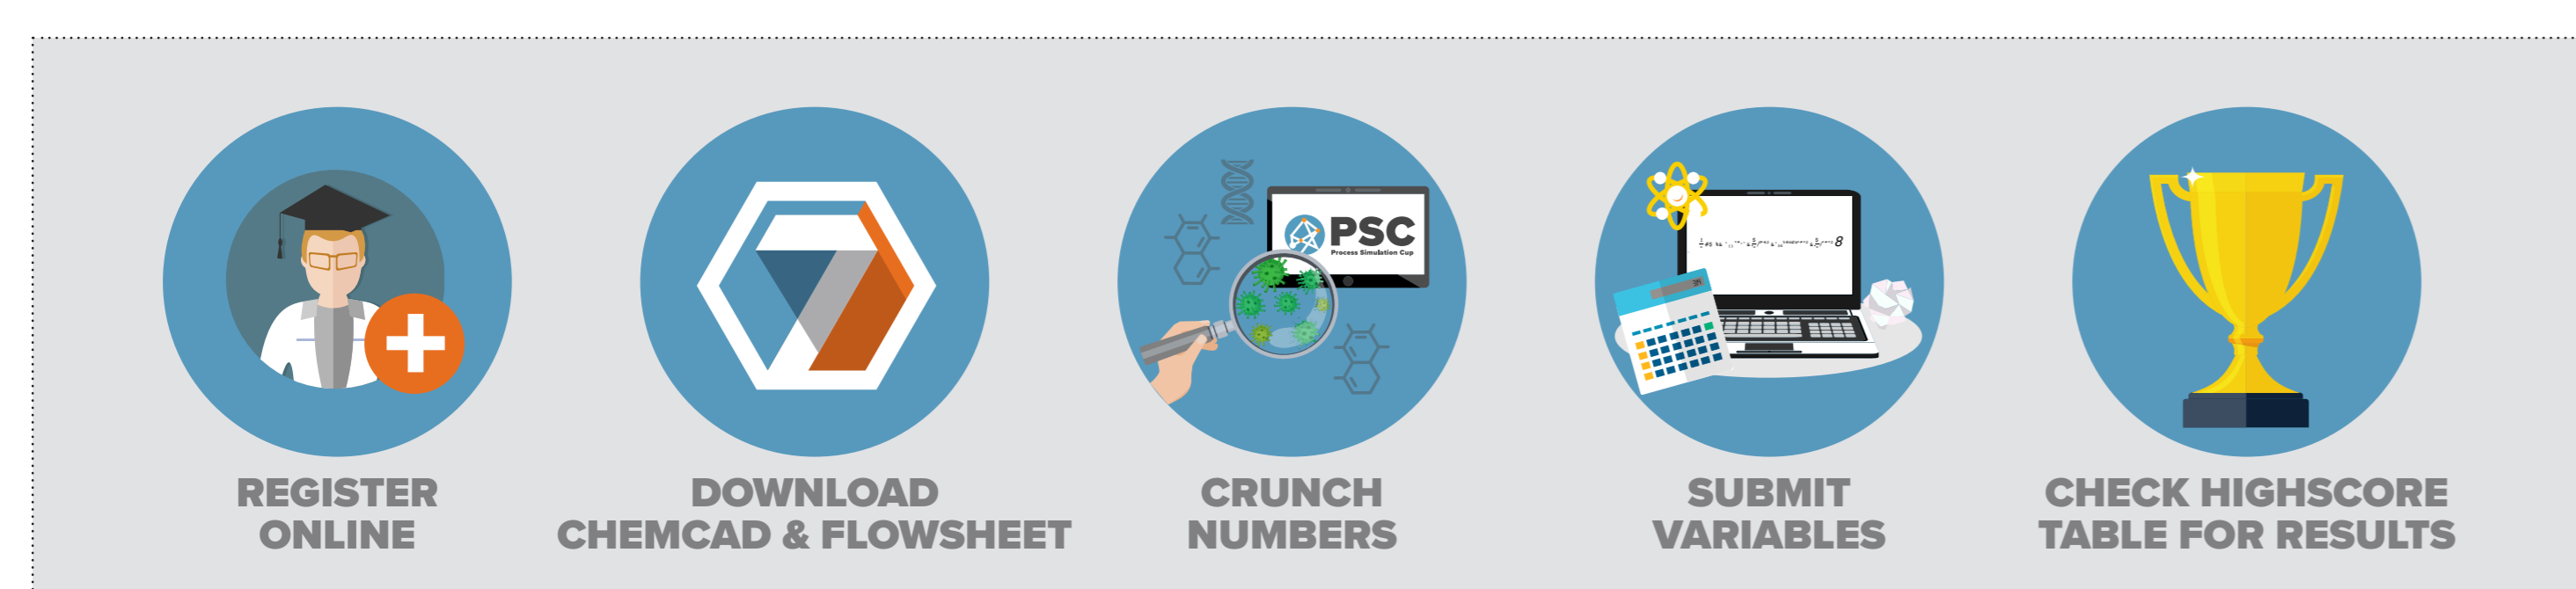 PSC
Process Simulation Cup
REGISTER
ONLINE
DOWNLOAD
CHEMCAD & FLOWSHEET
CRUNCH
NUMBERS
SUBMIT
VARIABLES
CHECK HIGHSCORE
TABLE FOR RESULTS